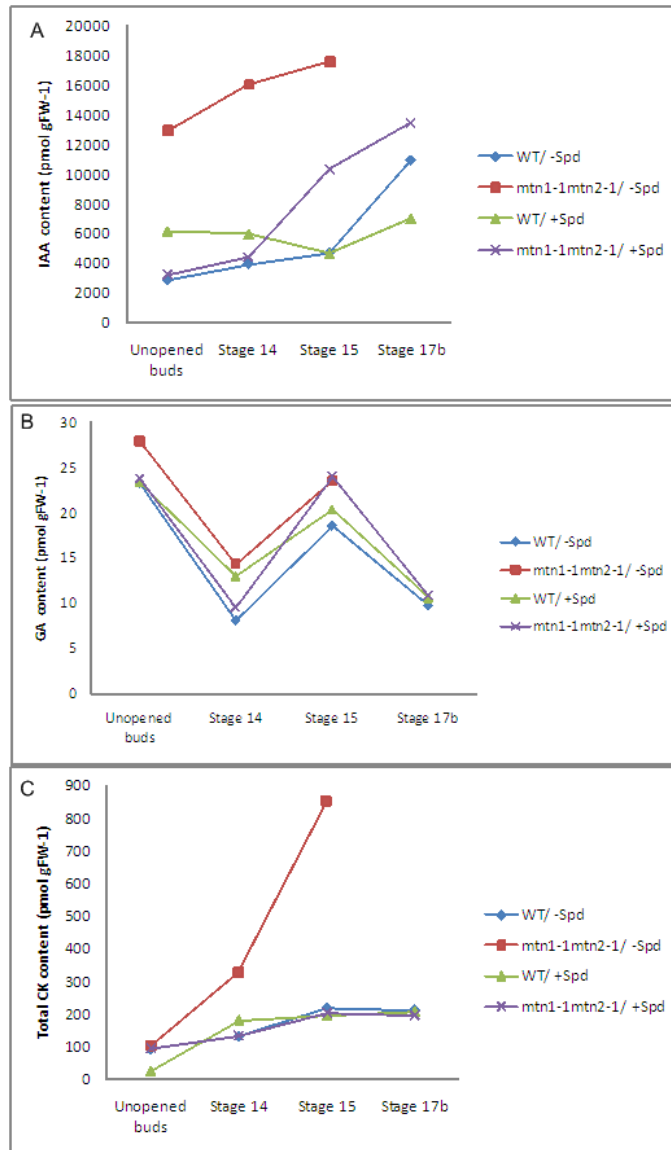 A
IAA content (pmol gFW-1)
20000
18000
16000
14000
12000
10000
8000
6000
4000
2000
0
Unopened
buds
Stage 14
Stage 15
Stage 17b
WT/ -Spd
mtn1-1mtn2-1/ -Spd
WT/ +Spd
mtn1-1mtn2-1/ +Spd
B
GA content (pmol gFW-1)
30
25
20
15
10
5
0
Unopened
buds
Stage 14
Stage 15
Stage 17b
WT/ -Spd
mtn1-1mtn2-1/ -Spd
WT/ +Spd
mtn1-1mtn2-1/ +Spd
C
Total CK content (pmol gFW-1)
900
800
700
600
500
400
300
200
100
0
Unopened
buds
Stage 14
Stage 15
Stage 17b
WT/ -Spd
mtn1-1mtn2-1/ -Spd
WT/ +Spd
mtn1-1mtn2-1/ +Spd